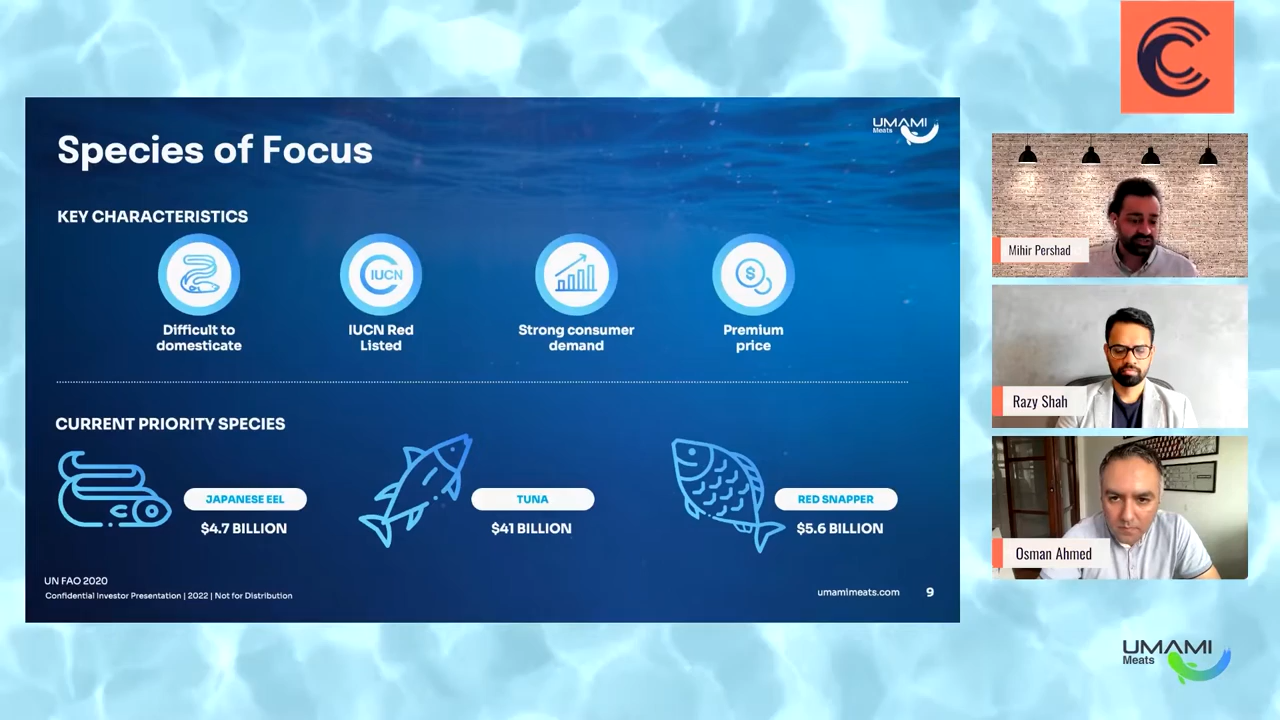 Species of Focus
UMAMI
Meats
KEY CHARACTERISTICS
IUCN
$
Difficult to
domesticate
IUCN Red
Listed
Strong consumer
demand
Premium
price
CURRENT PRIORITY SPECIES
JAPANESE EEL
$4.7 BILLION
TUNA
$41 BILLION
RED SNAPPER
$5.6 BILLION
UN FAO 2020
Confidential Investor Presentation | 2022 | Not for Distribution
umamimeats.com
9
Mihir Pershad
Razy Shah
Osman Ahmed
UMAMI
Meats